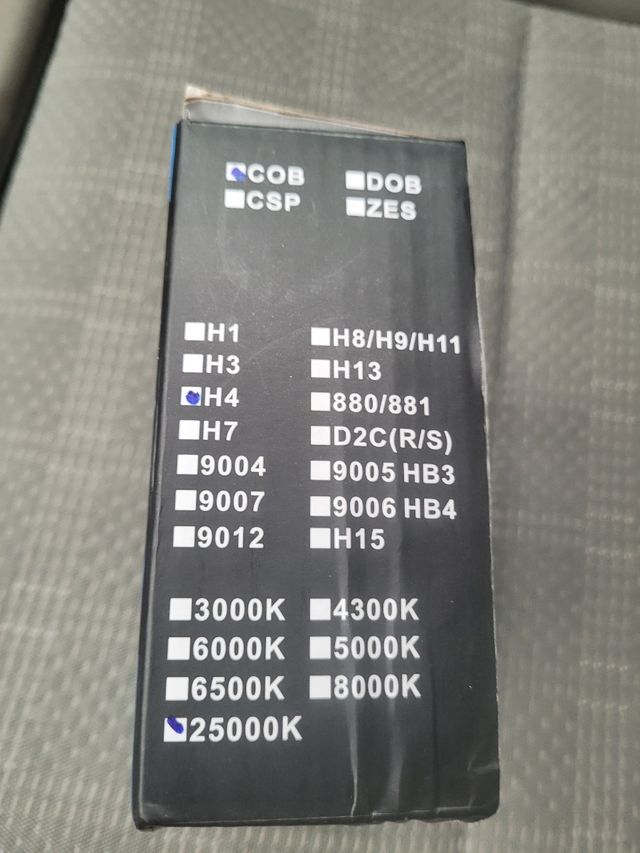 COB DOB
CSP ZES
H1 H8/H9/H11
H3 H13
H4 880/881
H7 D2C(R/S)
9004 9005 HB3
9007 9006 HB4
9012 H15
3000K 4300K
6000K 5000K
6500K 8000K
25000K